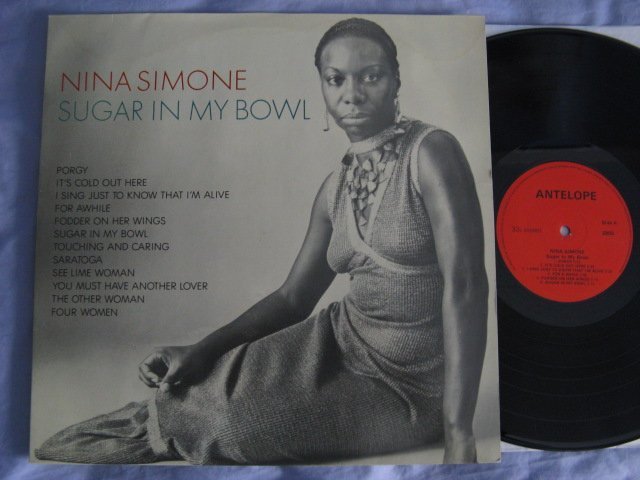 NINA SIMONE
SUGAR IN MY BOWL
PORGY
IT'S COLD OUT HERE
I SING JUST TO KNOW THAT I'M ALIVE
FOR AWHILE
FODDER ON HER WINGS
SUGAR IN MY BOWL
TOUCHING AND CARING
SARATOGA
SEE LIME WOMAN
YOU MUST HAVE ANOTHER LOVER
THE OTHER WOMAN
FOUR WOMEN
ANTELOPE
NINA SIMONE
Sugar In My Bowl